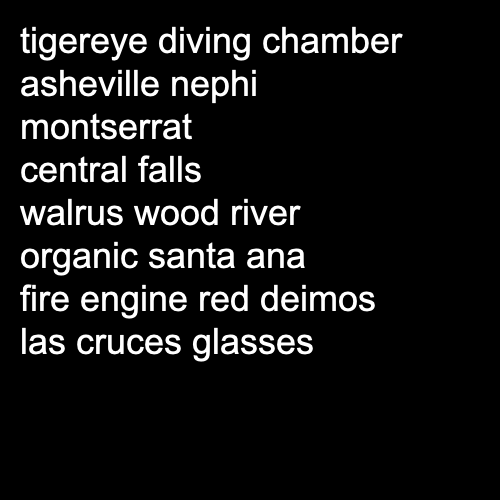 tigereye diving chamber
asheville nephi
montserrat
central falls
walrus wood river
organic santa ana
fire engine red deimos
las cruces glasses